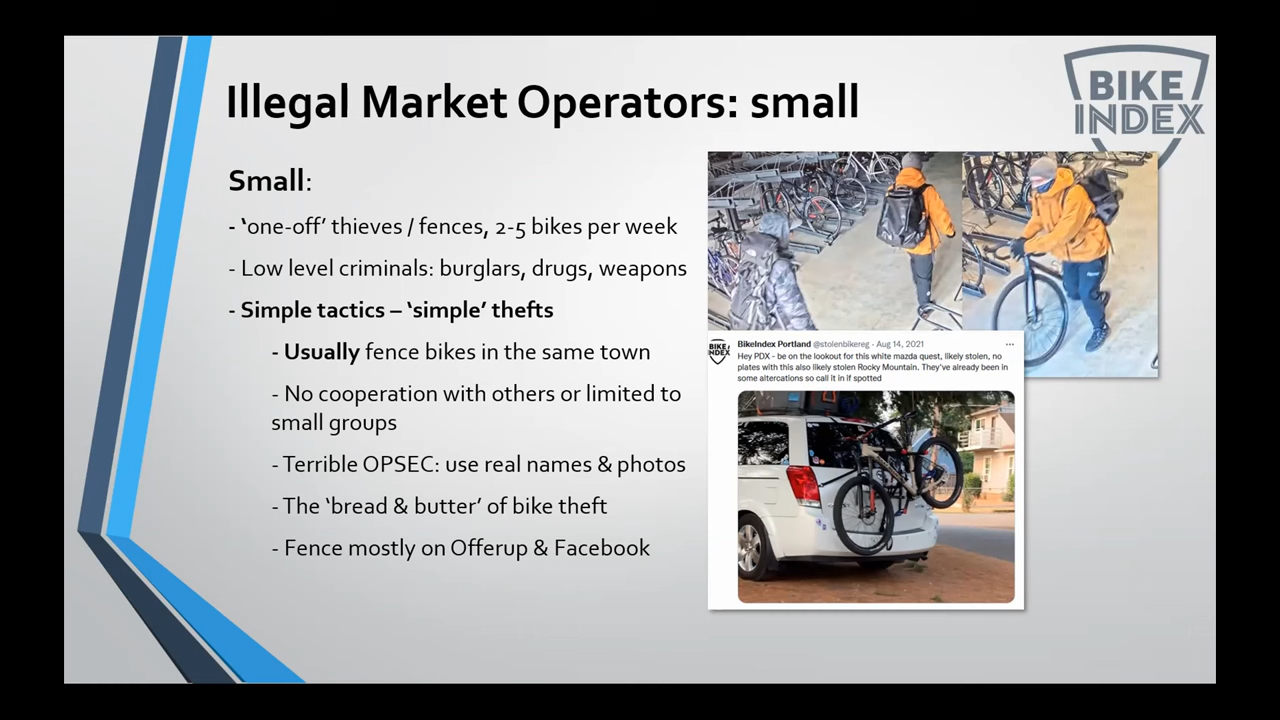 Illegal Market Operators: small
BIKE
INDEX
Small:
- ‘one-off’ thieves / fences, 2-5 bikes per week
- Low level criminals: burglars, drugs, weapons
- Simple tactics – ‘simple’ thefts
- Usually fence bikes in the same town
- No cooperation with others or limited to
small groups
- Terrible OPSEC: use real names & photos
- The ‘bread & butter’ of bike theft
- Fence mostly on Offerup & Facebook
BIKE
INDEX
BikeIndex Portland @stolenbikereg · Aug 14, 2021
Hey PDX - be on the lookout for this white mazda quest, likely stolen, no
plates with this also likely stolen Rocky Mountain. They've already been in
some altercations so call it in if spotted